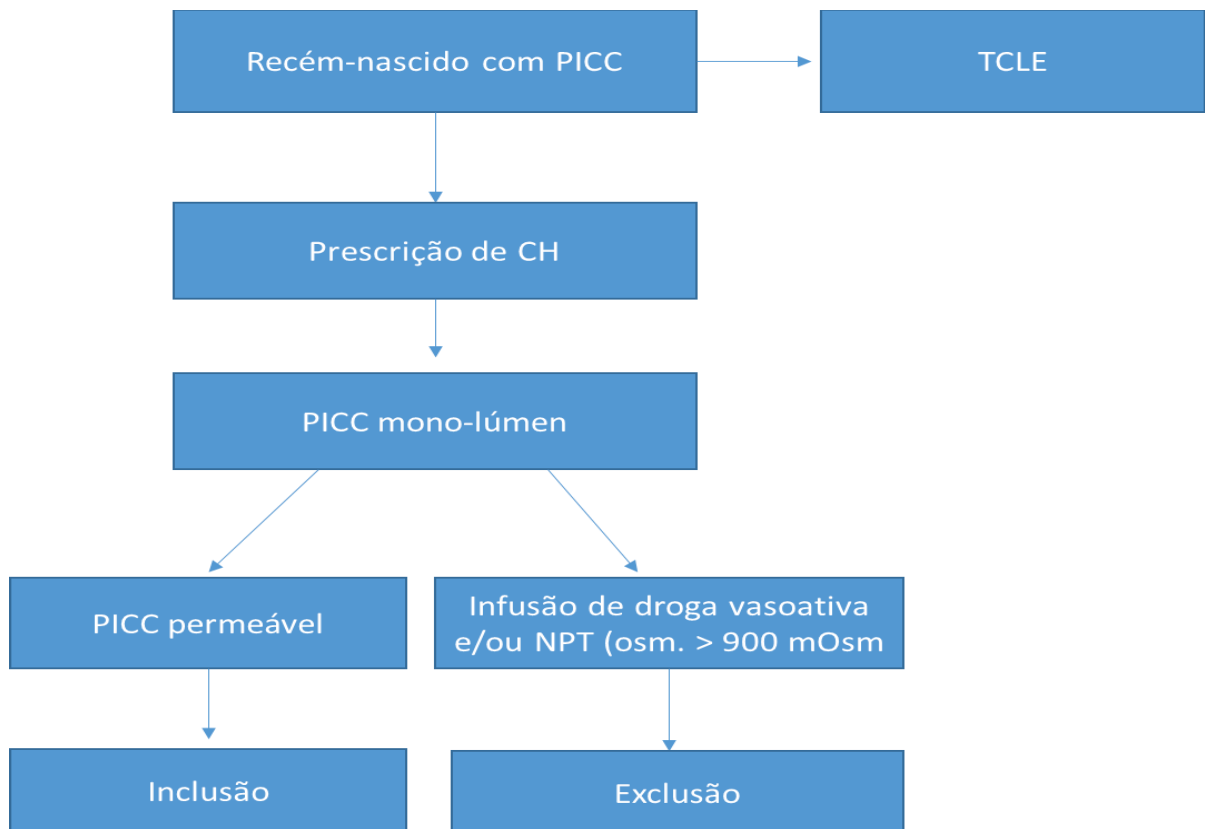 Recém-nascido com PICC
TCLE
Prescrição de CH
PICC mono-lúmen
PICC permeável
Infusão de droga vasoativa
e/ou NPT (osm. > 900 mOsm
Inclusão
Exclusão